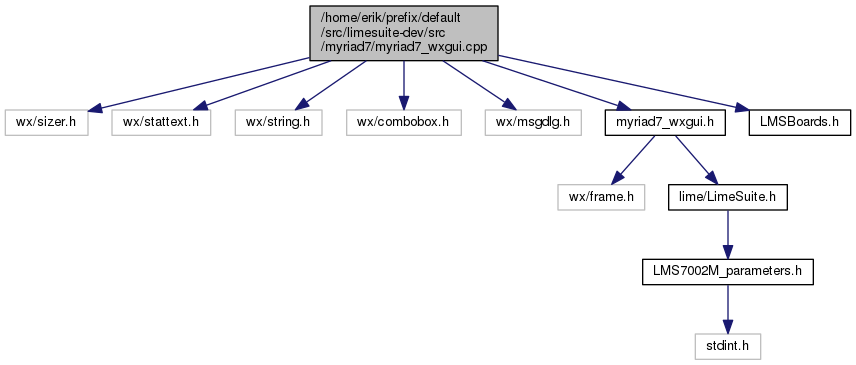 /home/erik/prefix/default
/src/limesuite-dev/src
/myriad7/myriad7_wxgui.cpp
wx/sizer.h
wx/stattext.h
wx/string.h
wx/combobox.h
wx/msgdlg.h
myriad7_wxgui.h
LMSBoards.h
wx/frame.h
lime/LimeSuite.h
LMS7002M_parameters.h
stdint.h